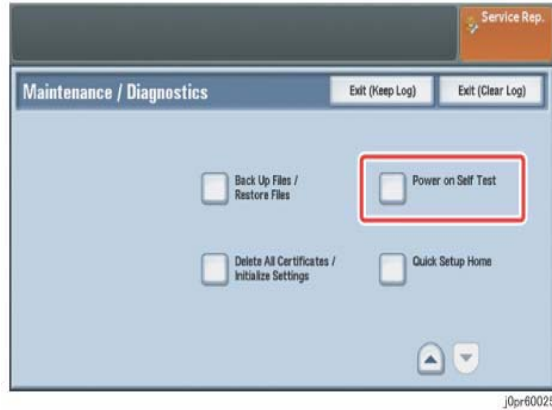 Service Rep.
Maintenance / Diagnostics
Exit (Keep Log)
Exit (Clear Log)
Back Up Files /
Restore Files
Power on Self Test
Delete All Certificates /
Initialize Settings
Quick Setup Home
j0pr60025